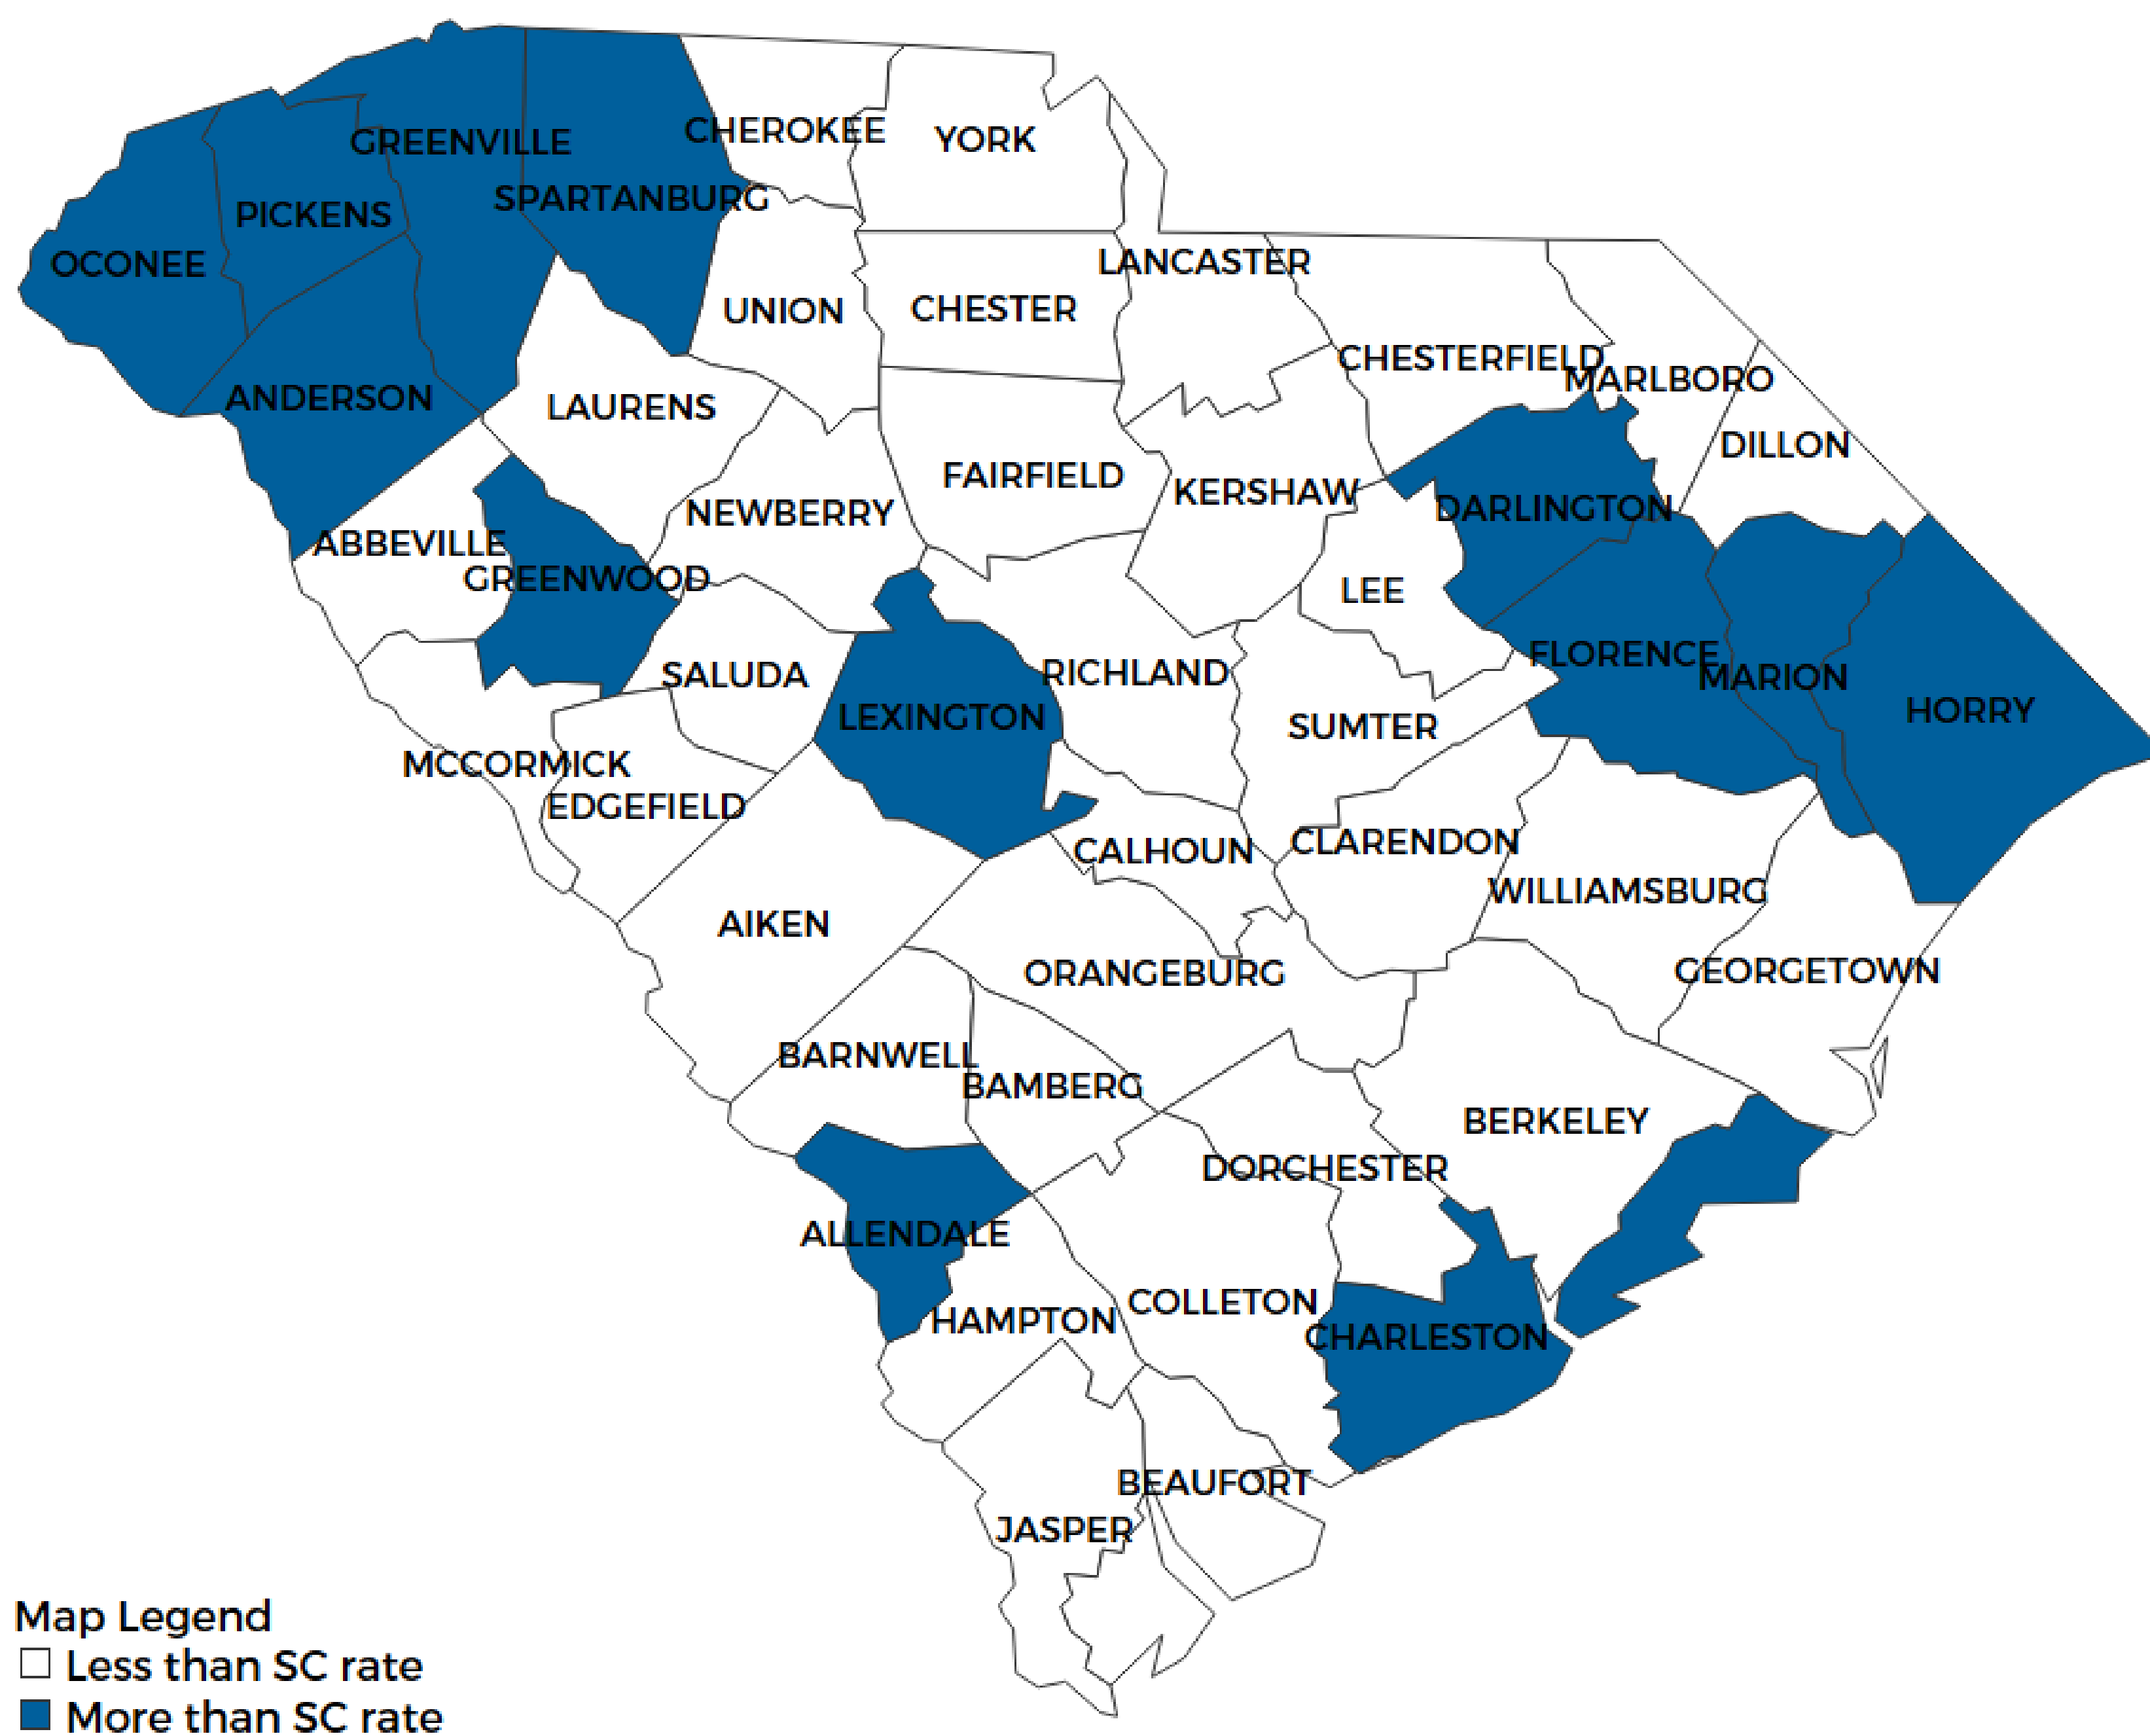 CHEROKEE
YORK
GREENVILLE
SPARTANBURG
PICKENS
OCONEE
LANCASTER
UNION
CHESTER
CHESTERFIELD
MARLBORO
ANDERSON
LAURENS
DILLON
FAIRFIELD
KERSHAW
NEWBERRY
DARLINGTON
ABBEVILLE
GREENWOOD
LEE
FLORENCE
SALUDA
RICHLAND
MARION
LEXINGTON
SUMTER
HORRY
MCCORMICK
EDGEFIELD
CALHOUN
CLARENDON
WILLIAMSBURG
AIKEN
ORANGEBURG
GEORGETOWN
BARNWELL
BAMBERG
BERKELEY
DORCHESTER
ALLENDALE
COLLETON
HAMPTON
CHARLESTON
BEAUFORT
JASPER
Map Legend
Less than SC rate
More than SC rate